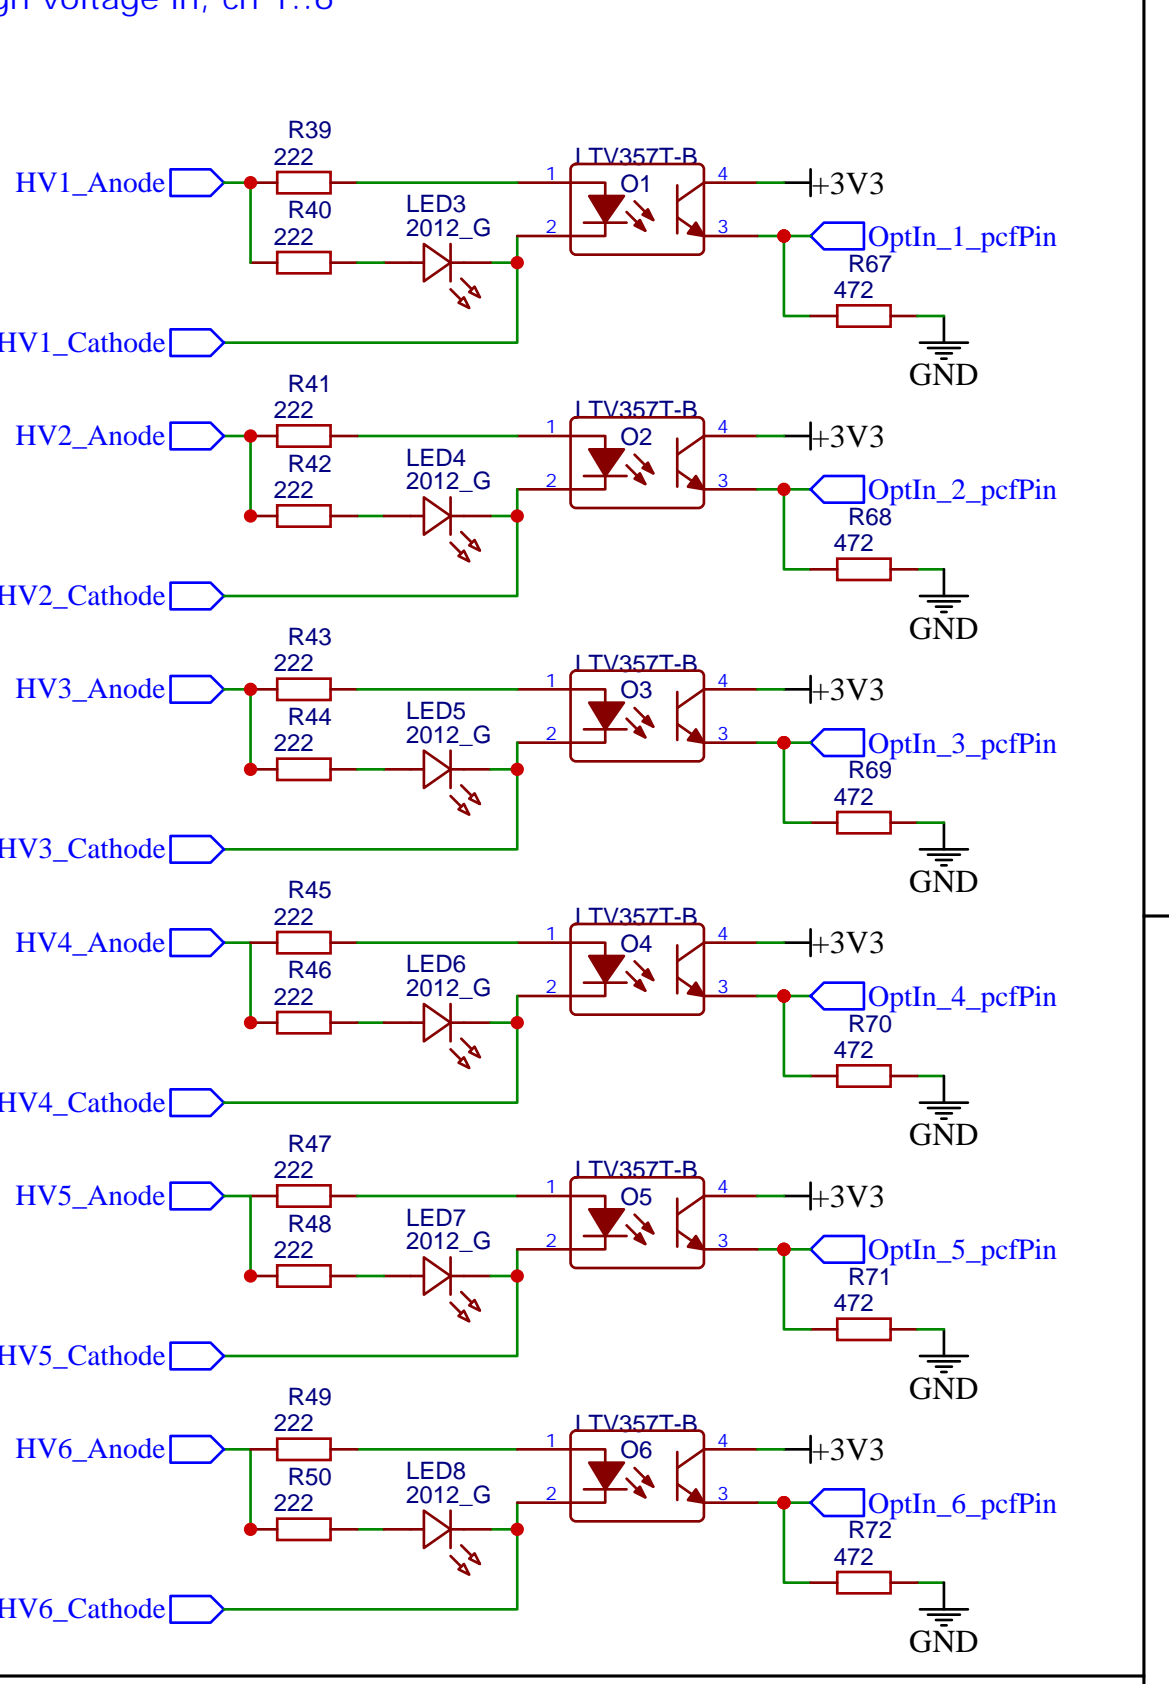 voltage in, ch 1..6
R39
222
HV1_Anode
R40
222
LED3
2012_G
LTV357T-B
O1
1
2
4
3
+3V3
OptIn_1_pcfPin
R67
472
GND
HV1_Cathode
R41
222
HV2_Anode
R42
222
LED4
2012_G
LTV357T-B
O2
1
2
4
3
+3V3
OptIn_2_pcfPin
R68
472
GND
HV2_Cathode
R43
222
HV3_Anode
R44
222
LED5
2012_G
LTV357T-B
O3
1
2
4
3
+3V3
OptIn_3_pcfPin
R69
472
GND
HV3_Cathode
R45
222
HV4_Anode
R46
222
LED6
2012_G
LTV357T-B
O4
1
2
4
3
+3V3
OptIn_4_pcfPin
R70
472
GND
HV4_Cathode
R47
222
HV5_Anode
R48
222
LED7
2012_G
LTV357T-B
O5
1
2
4
3
+3V3
OptIn_5_pcfPin
R71
472
GND
HV5_Cathode
R49
222
HV6_Anode
R50
222
LED8
2012_G
LTV357T-B
O6
1
2
4
3
+3V3
OptIn_6_pcfPin
R72
472
GND
HV6_Cathode